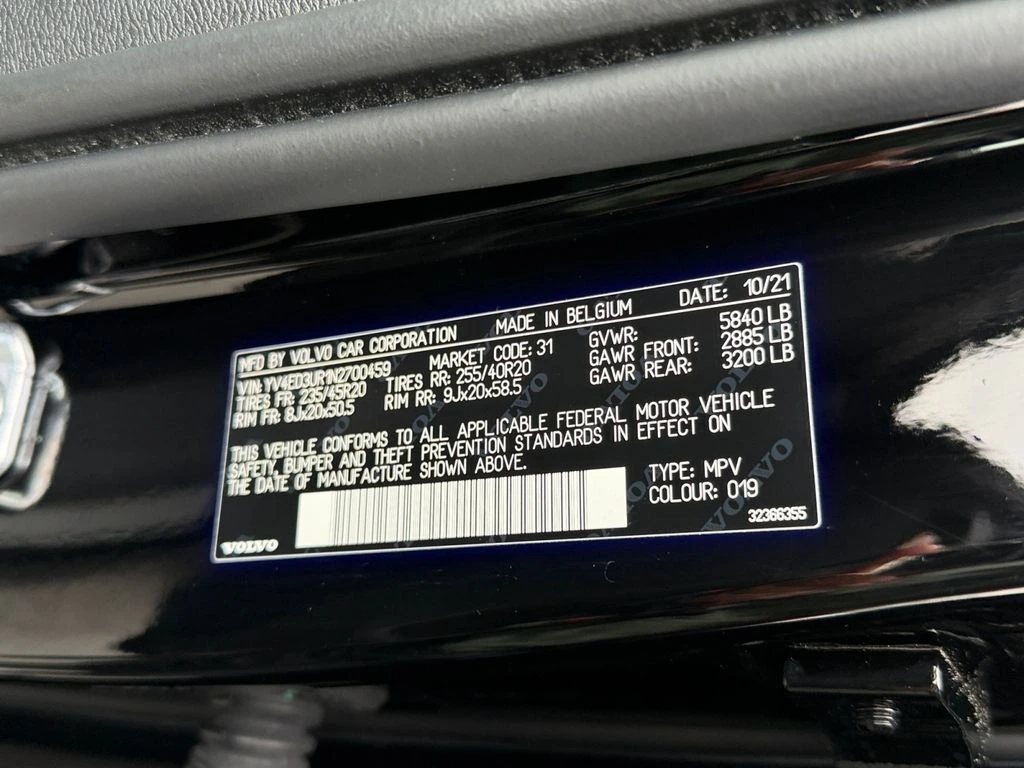 MFD BY VOLVO CAR CORPORATION MADE IN BELGIUM DATE: 10/21
VIN: YV4ED3UR1N2700459 MARKET CODE: 31 GVWR: 5840 LB
TIRES FR: 235/45R20 TIRES RR: 255/40R20 GAWR FRONT: 2885 LB
RIM FR: 8Jx20x50.5 RIM RR: 9Jx20x58.5 GAWR REAR: 3200 LB
THIS VEHICLE CONFORMS TO ALL APPLICABLE FEDERAL MOTOR VEHICLE
SAFETY, BUMPER AND THEFT PREVENTION STANDARDS IN EFFECT ON
THE DATE OF MANUFACTURE SHOWN ABOVE.
TYPE: MPV
COLOUR: 019
VOLVO
32366355